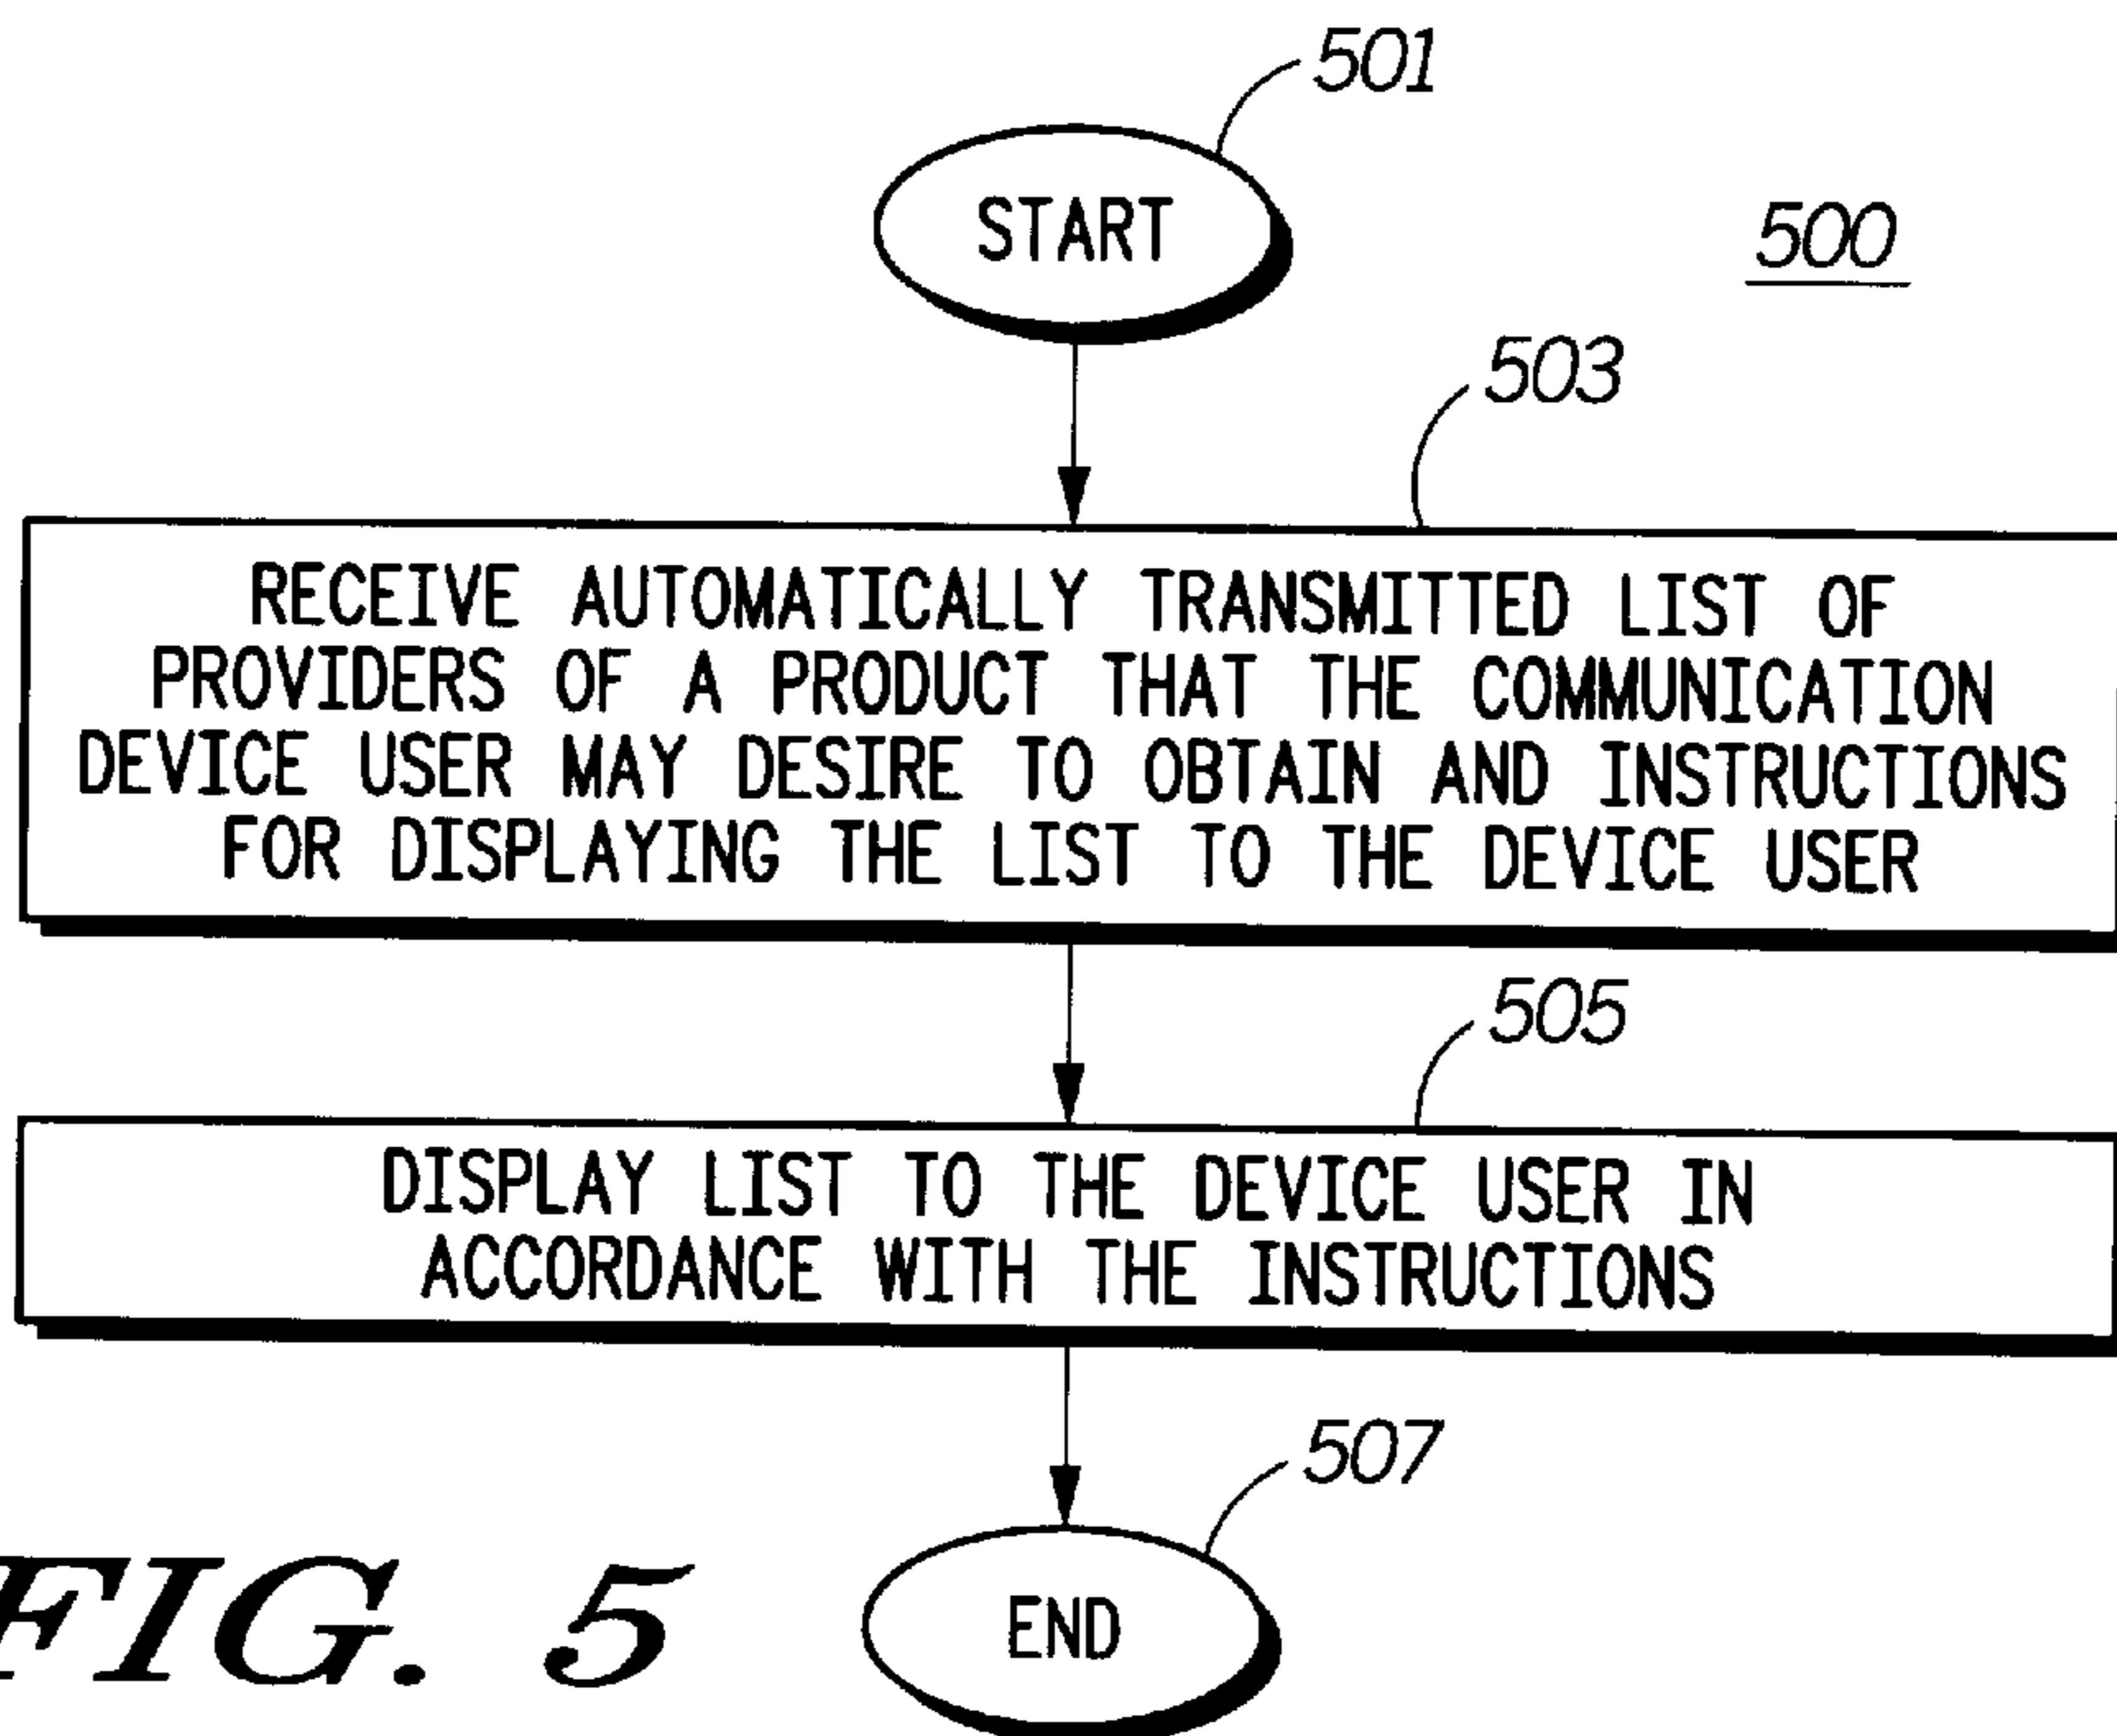 501
START
500
503
RECEIVE AUTOMATICALLY TRANSMITTED LIST OF
PROVIDERS OF A PRODUCT THAT THE COMMUNICATION
DEVICE USER MAY DESIRE TO OBTAIN AND INSTRUCTIONS
FOR DISPLAYING THE LIST TO THE DEVICE USER
505
DISPLAY LIST TO THE DEVICE USER IN
ACCORDANCE WITH THE INSTRUCTIONS
507
END
FIG. 5